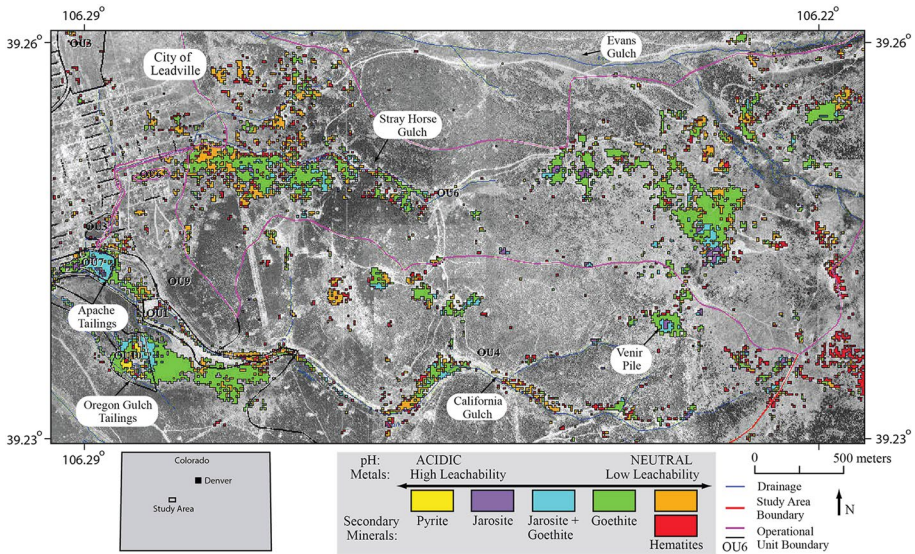 106.29
106.22
39.26
39.26
OU3
City of
Leadville
Evans
Gulch
Stray Horse
Gulch
OU6
OU7
OU9
OU1
Apache
Tailings
Oregon Gulch
Tailings
OU4
California
Gulch
Venir
Pile
39.23
39.23
106.29
Colorado
Denver
Study Area
pH:
ACIDIC
NEUTRAL
Metals:
High Leachability
Low Leachability
Secondary
Minerals:
Pyrite
Jarosite
Jarosite +
Goethite
Goethite
Hematites
0
500 meters
Drainage
Study Area
Boundary
Operational
Unit Boundary
OU6
N